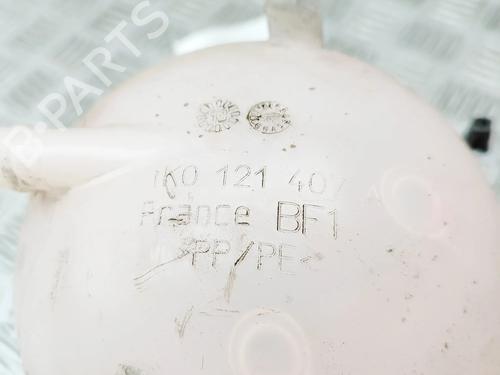 B-PARTS
1K0 121 407
France BF1
>PP/PE<